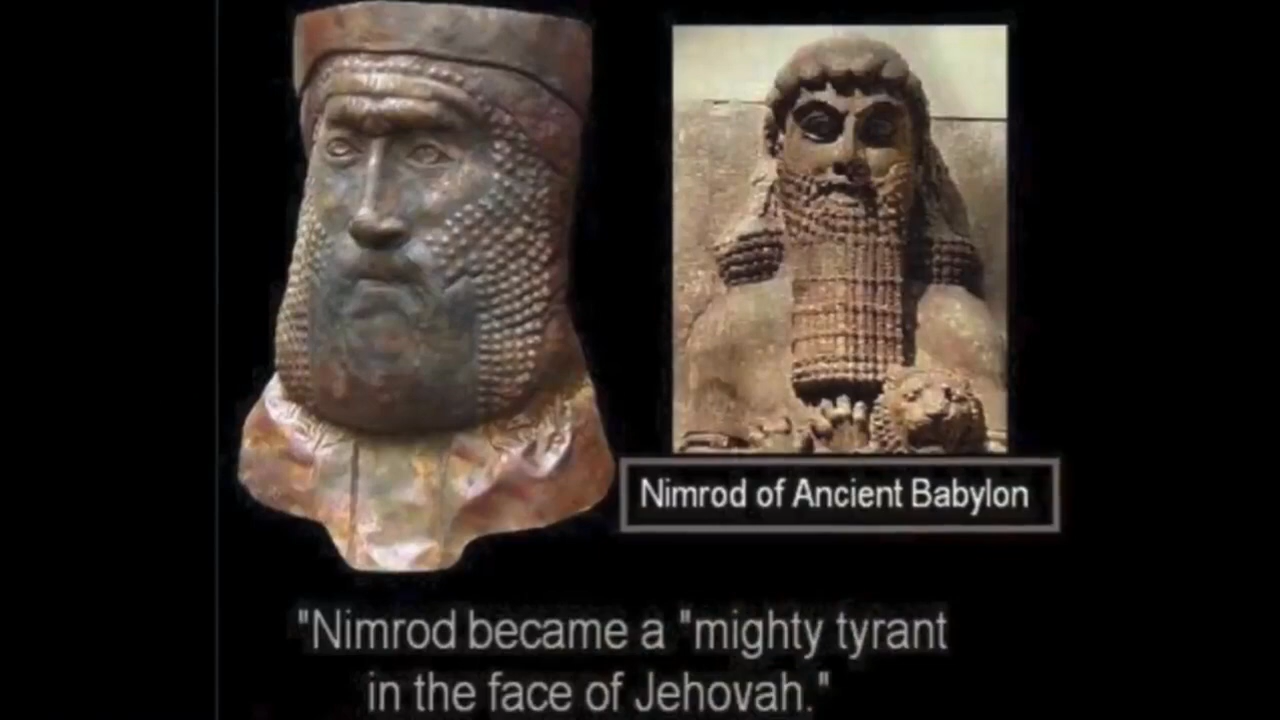 Nimrod of Ancient Babylon
"Nimrod became a "mighty tyrant
in the face of Jehovah."